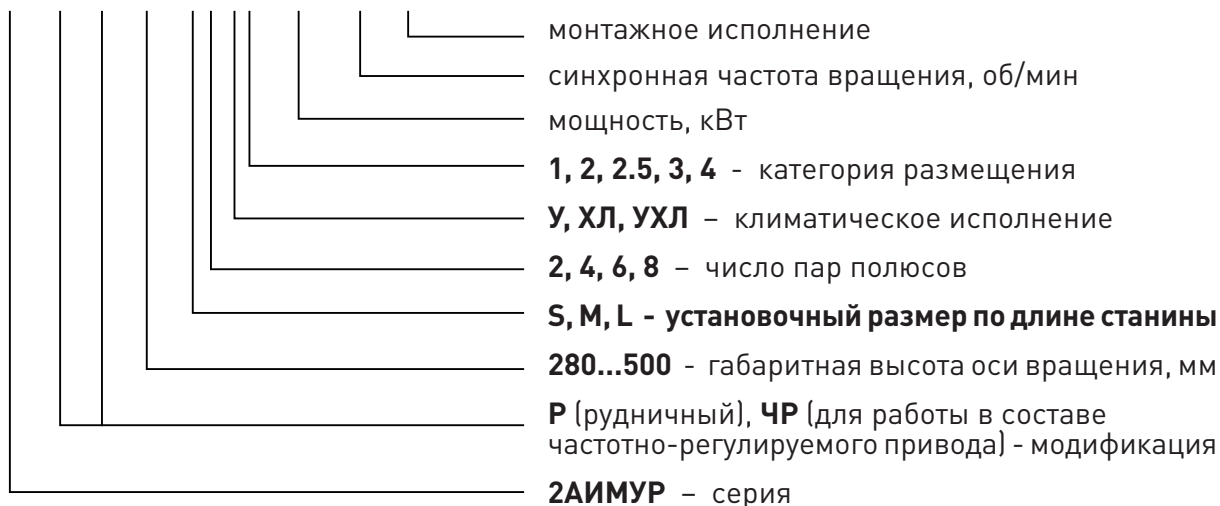 монтажное исполнение
синхронная частота вращения, об/мин
мощность, кВт
1, 2, 2.5, 3, 4 - категория размещения
У, ХЛ, УХЛ – климатическое исполнение
2, 4, 6, 8 – число пар полюсов
S, M, L - установочный размер по длине станины
280...500 - габаритная высота оси вращения, мм
Р (рудничный), ЧР (для работы в составе
частотно-регулируемого привода) - модификация
2АИМУР – серия